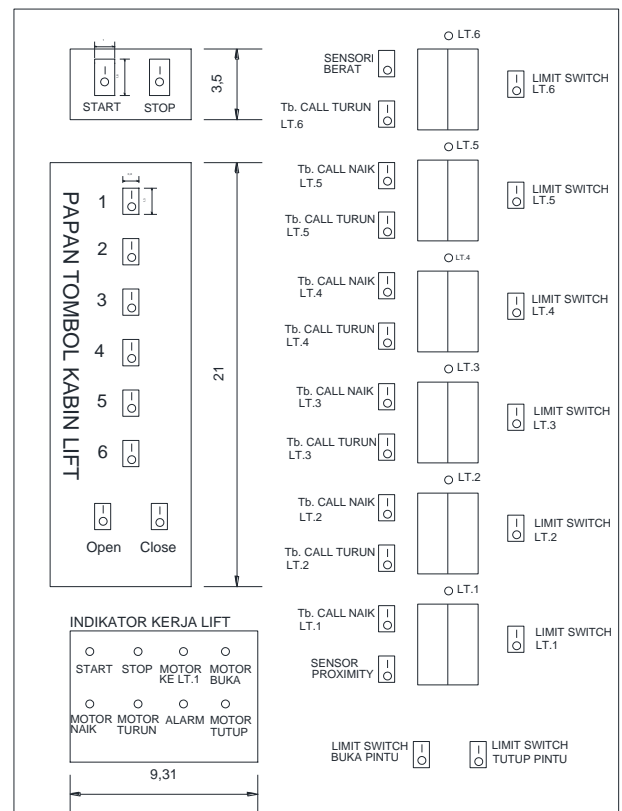 START
STOP
3,5
PAPAN TOMBOL KABIN LIFT
1
2
3
4
5
6
Open
Close
21
INDIKATOR KERJA LIFT
START
STOP
MOTOR
KE LT.1
MOTOR
BUKA
MOTOR
NAIK
MOTOR
TURUN
ALARM
MOTOR
TUTUP
9,31
LT.6
SENSORI
BERAT
Tb. CALL TURUN
LT.6
LIMIT SWITCH
LT.6
LT.5
Tb. CALL NAIK
LT.5
Tb. CALL TURUN
LT.5
LIMIT SWITCH
LT.5
LT.4
Tb. CALL NAIK
LT.4
Tb. CALL TURUN
LT.4
LIMIT SWITCH
LT.4
LT.3
Tb. CALL NAIK
LT.3
Tb. CALL TURUN
LT.3
LIMIT SWITCH
LT.3
LT.2
Tb. CALL NAIK
LT.2
Tb. CALL TURUN
LT.2
LIMIT SWITCH
LT.2
LT.1
Tb. CALL NAIK
LT.1
SENSOR
PROXIMITY
LIMIT SWITCH
LT.1
LIMIT SWITCH
BUKA PINTU
LIMIT SWITCH
TUTUP PINTU